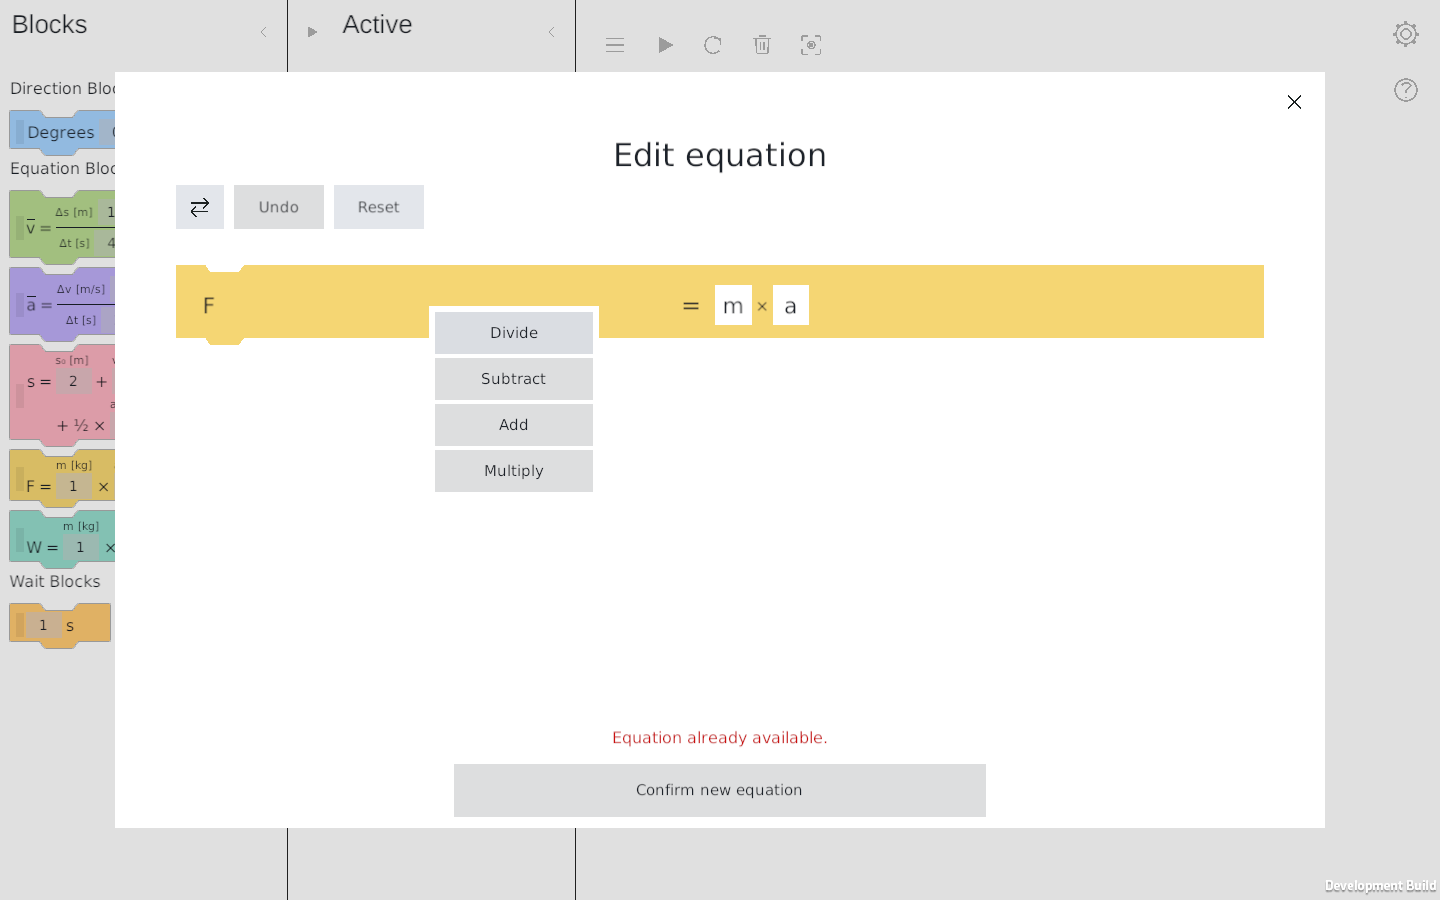 Blocks
Active
Direction Bloc
Degrees
Equation Bloc
v = Δs [m] 1
Δt [s] 4
a = Δv [m/s]
Δt [s]
s₀ [m]
s = 2 +
+ ½ ×
m [kg]
F = 1 ×
m [kg]
W = 1 ×
Wait Blocks
1 s
Edit equation
Undo Reset
F = m × a
Divide
Subtract
Add
Multiply
Equation already available.
Confirm new equation
Development Build